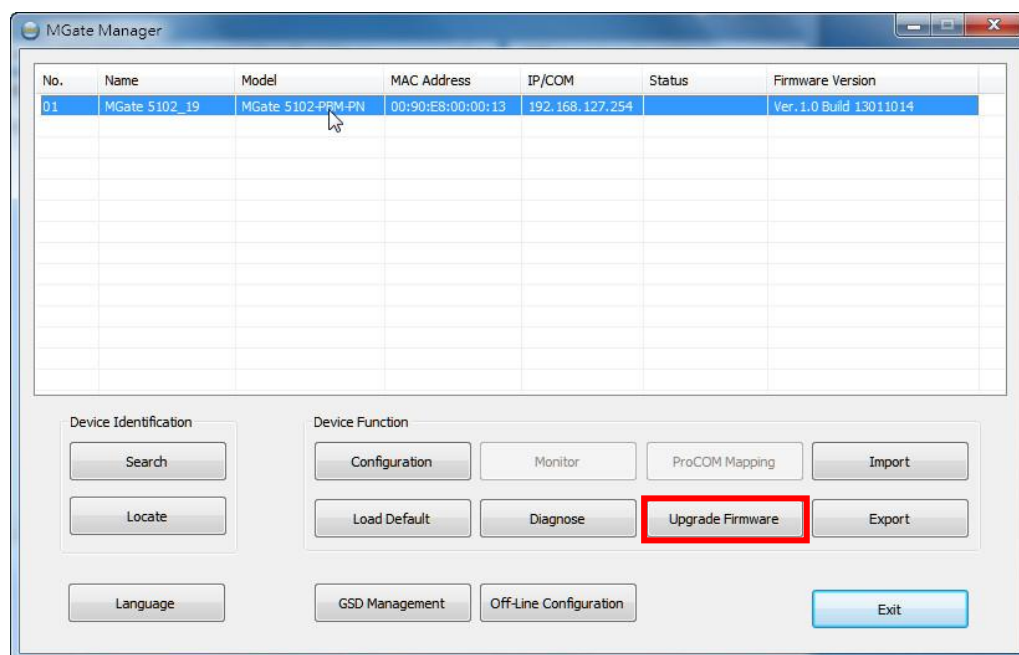 MGate Manager
No. Name Model MAC Address IP/COM Status Firmware Version
01 MGate 5102_19 MGate 5102-PBM-PN 00:90:E8:00:00:13 192.168.127.254 Ver.1.0 Build 13011014
Device Identification Device Function
Search Configuration Monitor ProCOM Mapping Import
Locate Load Default Diagnose Upgrade Firmware Export
Language GSD Management Off-Line Configuration Exit